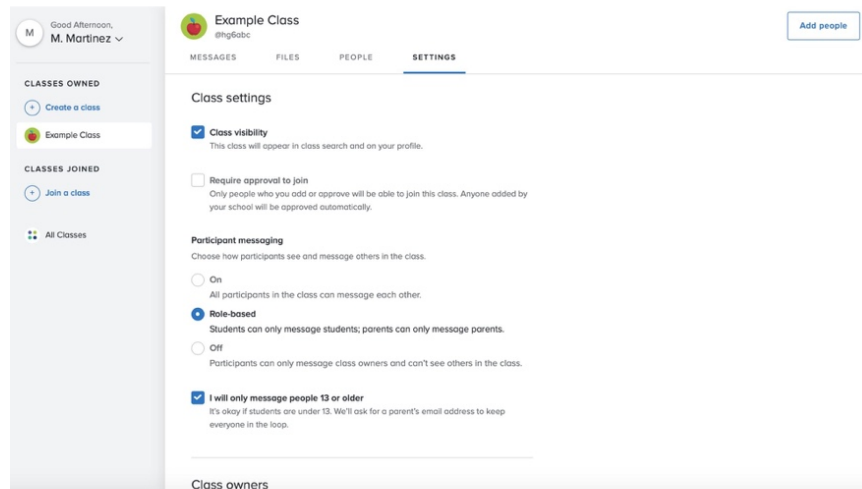 M
Good Afternoon,
M. Martinez
CLASSES OWNED
+ Create a class
Example Class
CLASSES JOINED
+ Join a class
All Classes
Example Class
@hg6abc
Add people
MESSAGES FILES PEOPLE SETTINGS
Class settings
Class visibility
This class will appear in class search and on your profile.
Require approval to join
Only people who you add or approve will be able to join this class. Anyone added by
your school will be approved automatically.
Participant messaging
Choose how participants see and message others in the class.
On
All participants in the class can message each other.
Role-based
Students can only message students; parents can only message parents.
Off
Participants can only message class owners and can't see others in the class.
I will only message people 13 or older
It's okay if students are under 13. We'll ask for a parent's email address to keep
everyone in the loop.
Class owners